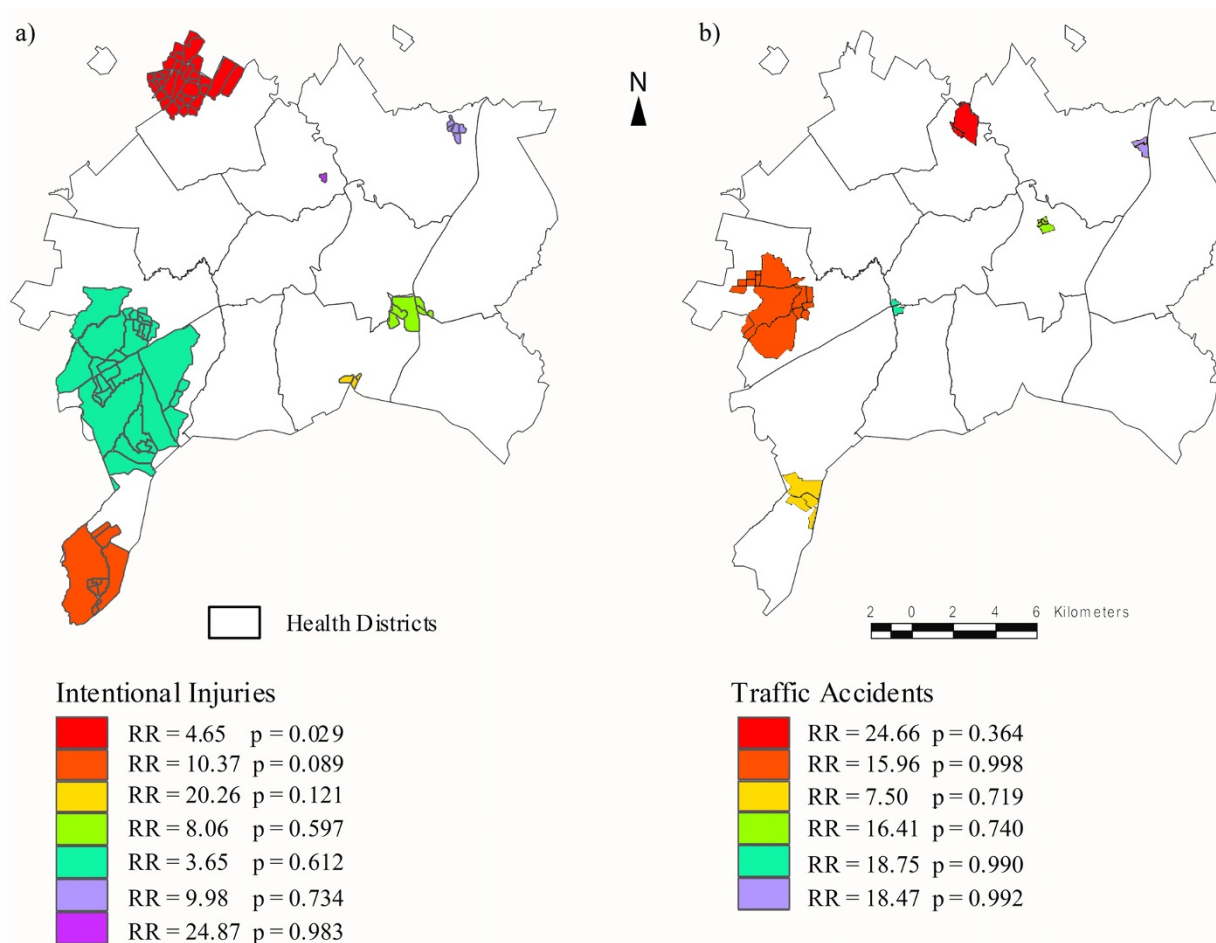 a)
b)
N
Health Districts
2 0 2 4 6 Kilometers
Intentional Injuries
RR = 4.65 p = 0.029
RR = 10.37 p = 0.089
RR = 20.26 p = 0.121
RR = 8.06 p = 0.597
RR = 3.65 p = 0.612
RR = 9.98 p = 0.734
RR = 24.87 p = 0.983
Traffic Accidents
RR = 24.66 p = 0.364
RR = 15.96 p = 0.998
RR = 7.50 p = 0.719
RR = 16.41 p = 0.740
RR = 18.75 p = 0.990
RR = 18.47 p = 0.992